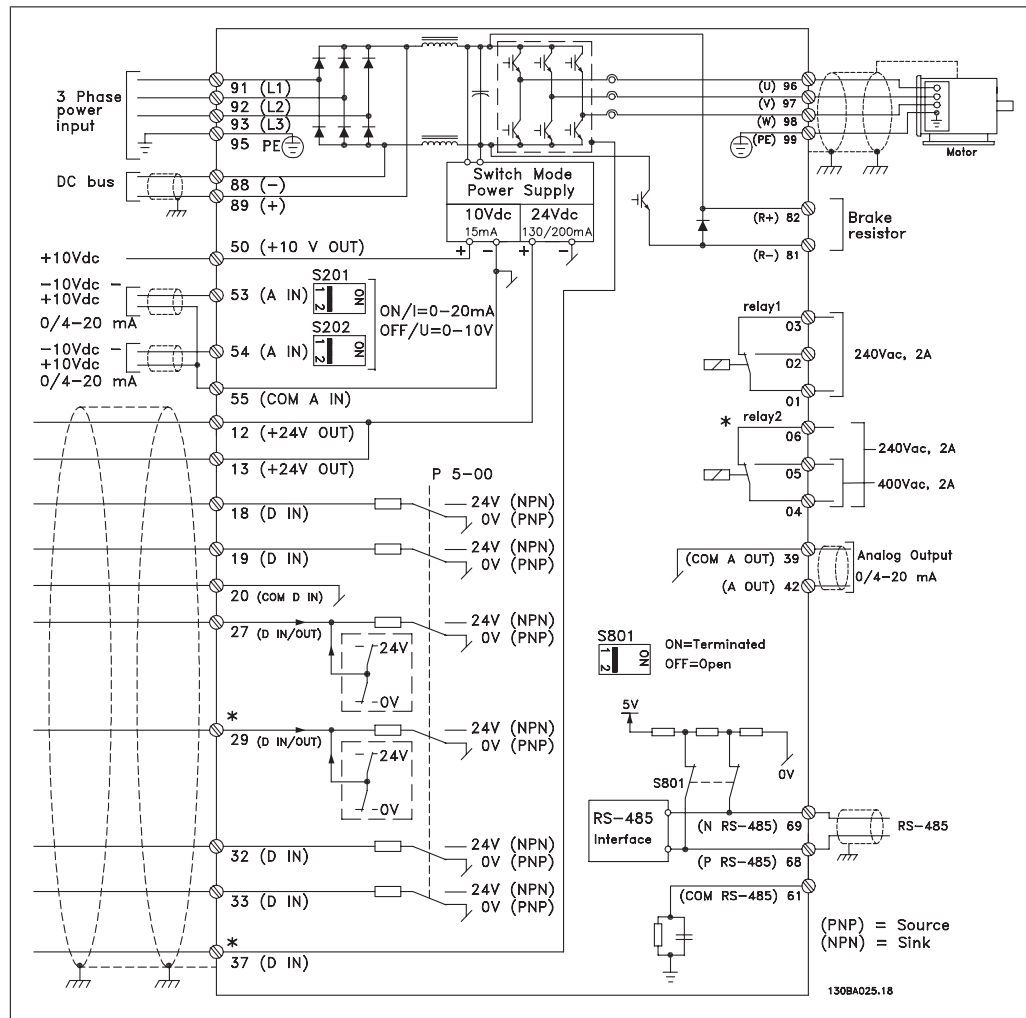 3 Phase
power
input
91 (L1)
92 (L2)
93 (L3)
95 PE
DC bus
88 (−)
89 (+)
+10Vdc
50 (+10 V OUT)
−10Vdc −
+10Vdc
0/4−20 mA
53 (A IN)
S201
ON
1 2
ON/I=0−20mA
OFF/U=0−10V
S202
ON
1 2
−10Vdc −
+10Vdc
0/4−20 mA
54 (A IN)
55 (COM A IN)
12 (+24V OUT)
13 (+24V OUT)
P 5-00
18 (D IN)
24V (NPN)
0V (PNP)
19 (D IN)
24V (NPN)
0V (PNP)
20 (COM D IN)
27 (D IN/OUT)
24V (NPN)
0V (PNP)
24V
0V
*
29 (D IN/OUT)
24V (NPN)
0V (PNP)
24V
0V
32 (D IN)
24V (NPN)
0V (PNP)
33 (D IN)
24V (NPN)
0V (PNP)
*
37 (D IN)
Switch Mode
Power Supply
10Vdc
15mA
24Vdc
130/200mA
+ − + −
(U) 96
(V) 97
(W) 98
(PE) 99
Motor
(R+) 82
(R−) 81
Brake
resistor
relay1
03
02
01
240Vac, 2A
* relay2
06
05
04
240Vac, 2A
400Vac, 2A
(COM A OUT) 39
(A OUT) 42
Analog Output
0/4−20 mA
S801
ON
1 2
ON=Terminated
OFF=Open
5V
0V
S801
RS-485
Interface
(N RS-485) 69
(P RS-485) 68
(COM RS-485) 61
RS-485
(PNP) = Source
(NPN) = Sink
130BA025.18